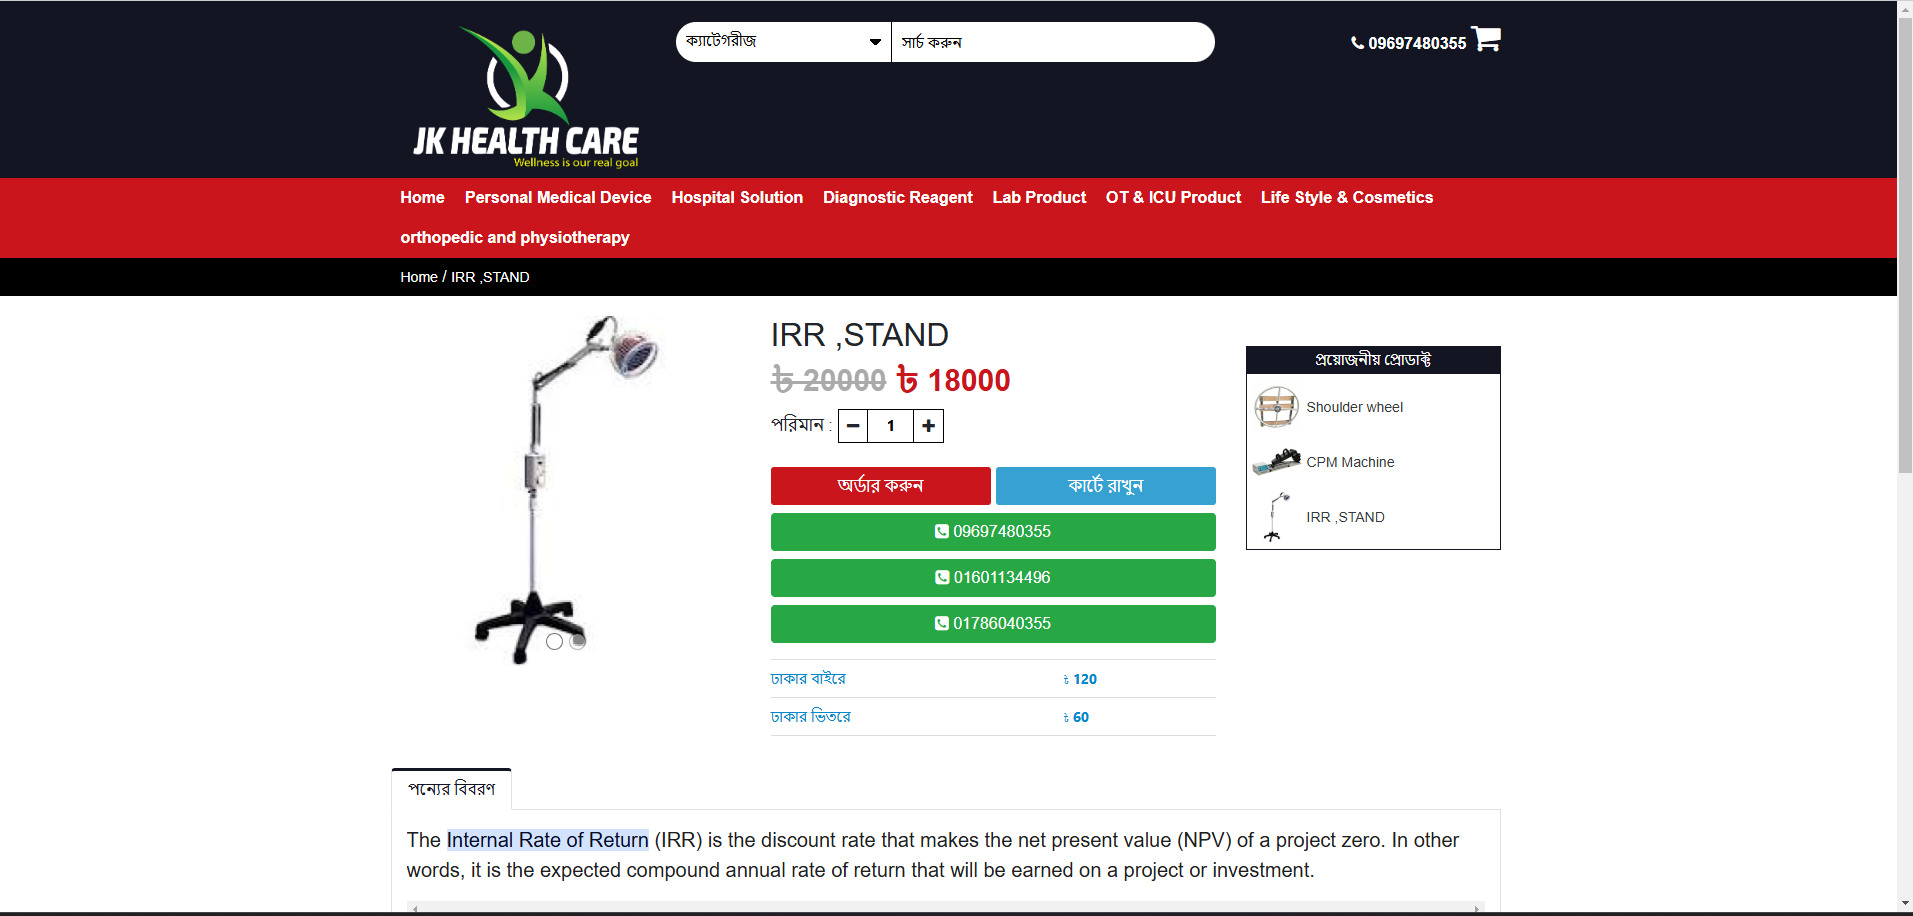 JK HEALTH CARE
Wellness is our real goal
ক্যাটেগরীজ
সার্চ করুন
09697480355
Home Personal Medical Device Hospital Solution Diagnostic Reagent Lab Product OT & ICU Product Life Style & Cosmetics
orthopedic and physiotherapy
Home / IRR ,STAND
IRR ,STAND
৳ 20000 ৳ 18000
পরিমান : − 1 +
অর্ডার করুন কার্টে রাখুন
09697480355
01601134496
01786040355
ঢাকার বাইরে ৳ 120
ঢাকার ভিতরে ৳ 60
প্রয়োজনীয় প্রোডাক্ট
Shoulder wheel
CPM Machine
IRR ,STAND
পন্যের বিবরণ
The Internal Rate of Return (IRR) is the discount rate that makes the net present value (NPV) of a project zero. In other
words, it is the expected compound annual rate of return that will be earned on a project or investment.